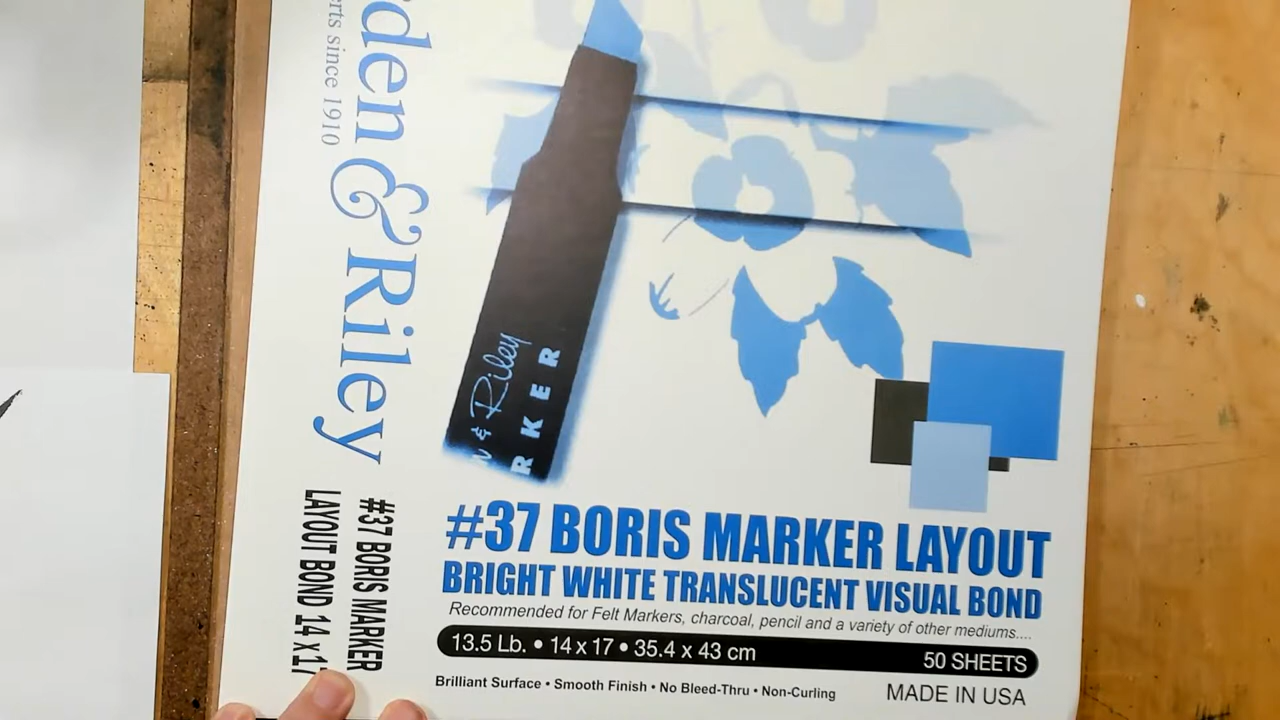 den & Riley
erts since 1910
#37 BORIS MARKER
LAYOUT BOND 14 x 17
& Riley
RKER
#37 BORIS MARKER LAYOUT
BRIGHT WHITE TRANSLUCENT VISUAL BOND
Recommended for Felt Markers, charcoal, pencil and a variety of other mediums....
13.5 Lb. • 14 x 17 • 35.4 x 43 cm
50 SHEETS
Brilliant Surface • Smooth Finish • No Bleed-Thru • Non-Curling
MADE IN USA